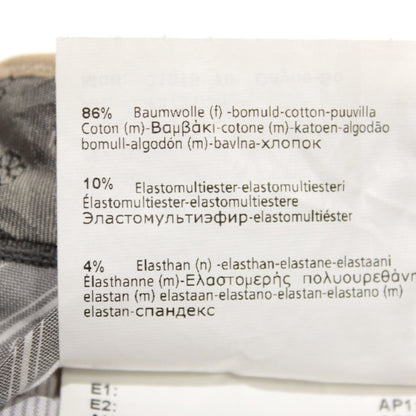 86% Baumwolle (f) -bomuld-cotton-puuvilla
Coton (m)-Βαμβάκι-cotone (m)-katoen-algodão
bomull-algodón (m)-bavlna-хлопок
10% Elastomultiester-elastomultiesteri
Élastomultiester-elastomultiestere
Эластомультиэфир-elastomultiéster
4% Elasthan (n) -elasthan-elastane-elastaani
Élasthanne (m)-Ελαστομερής πολυουρεθάνη
elastan (m) elastaan-elastano-elastan-elastano (m)
elastan-спандекс
E1:
E2:
AP1